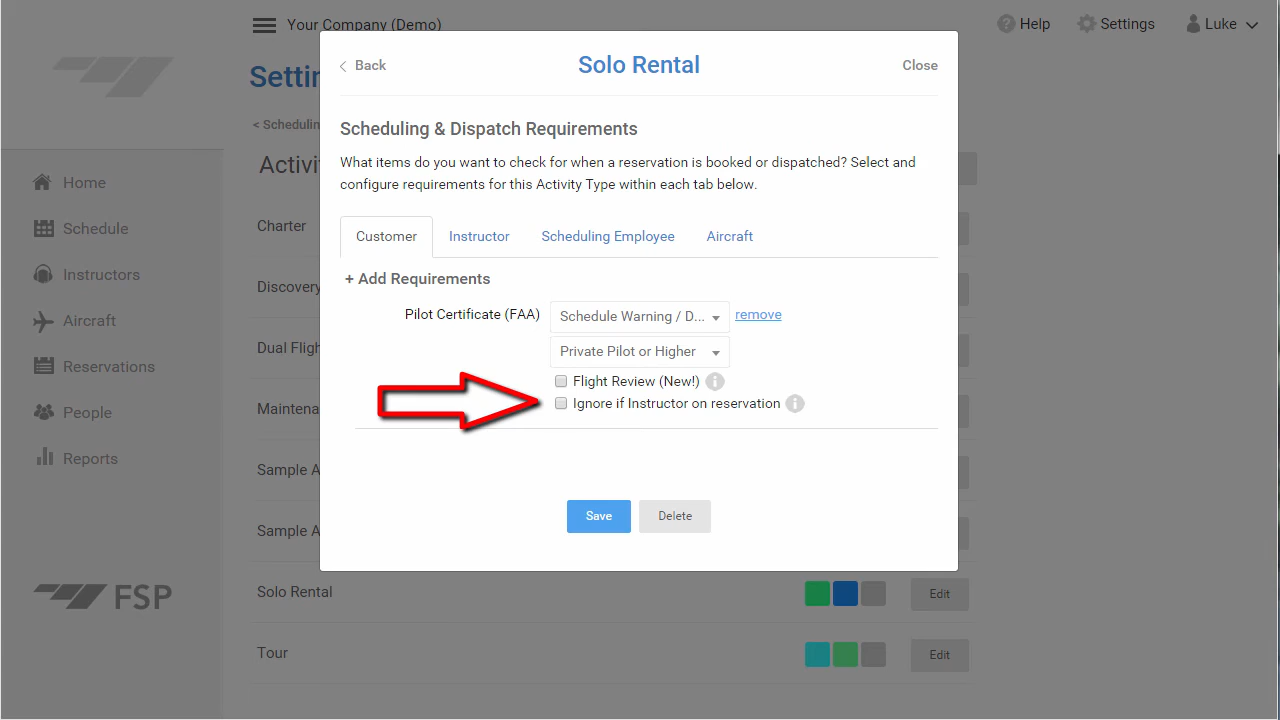 Your Company (Demo)
Help
Settings
Luke
Back
Solo Rental
Close
Settin
< Schedulin
Scheduling & Dispatch Requirements
What items do you want to check for when a reservation is booked or dispatched? Select and
configure requirements for this Activity Type within each tab below.
Customer
Instructor
Scheduling Employee
Aircraft
+ Add Requirements
Pilot Certificate (FAA)
Schedule Warning / D...
remove
Private Pilot or Higher
Flight Review (New!)
Ignore if Instructor on reservation
Save
Delete
Home
Schedule
Instructors
Aircraft
Reservations
People
Reports
FSP
Activi
Charter
Discovery
Dual Fligh
Maintena
Sample A
Sample A
Solo Rental
Edit
Tour
Edit